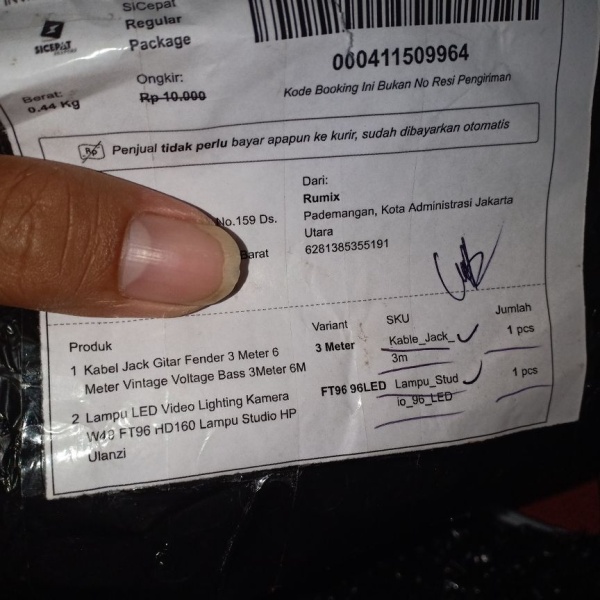 SiCepat
Regular
Package
SICEPAT
EKSPRES
000411509964
Kode Booking Ini Bukan No Resi Pengiriman
Berat:
0.44 Kg
Ongkir:
Rp 10.000
Rp Penjual tidak perlu bayar apapun ke kurir, sudah dibayarkan otomatis
No.159 Ds.
Barat
Dari:
Rumix
Pademangan, Kota Administrasi Jakarta
Utara
6281385355191
Produk Variant SKU Jumlah
1 Kabel Jack Gitar Fender 3 Meter 6 3 Meter Kable_Jack_ 1 pcs
Meter Vintage Voltage Bass 3Meter 6M 3m
2 Lampu LED Video Lighting Kamera FT96 96LED Lampu_Stud 1 pcs
W48 FT96 HD160 Lampu Studio HP io_96_LED
Ulanzi